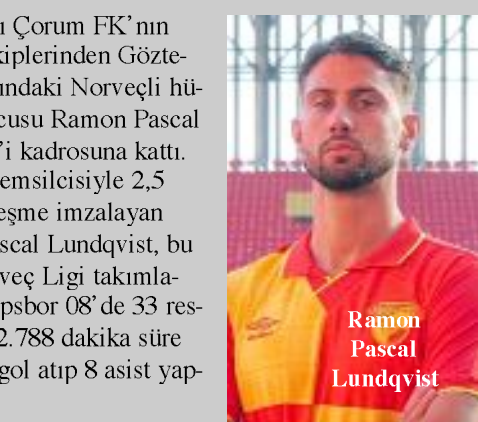 ı Çorum FK’nın
kiplerinden Gözte-
ındaki Norveçli hü-
cusu Ramon Pascal
’i kadrosuna kattı.
emsilcisiyle 2,5
eşme imzalayan
scal Lundqvist, bu
veç Ligi takımla-
psbor 08’de 33 res-
2.788 dakika süre
gol atıp 8 asist yap-
Ramon
Pascal
Lundqvist